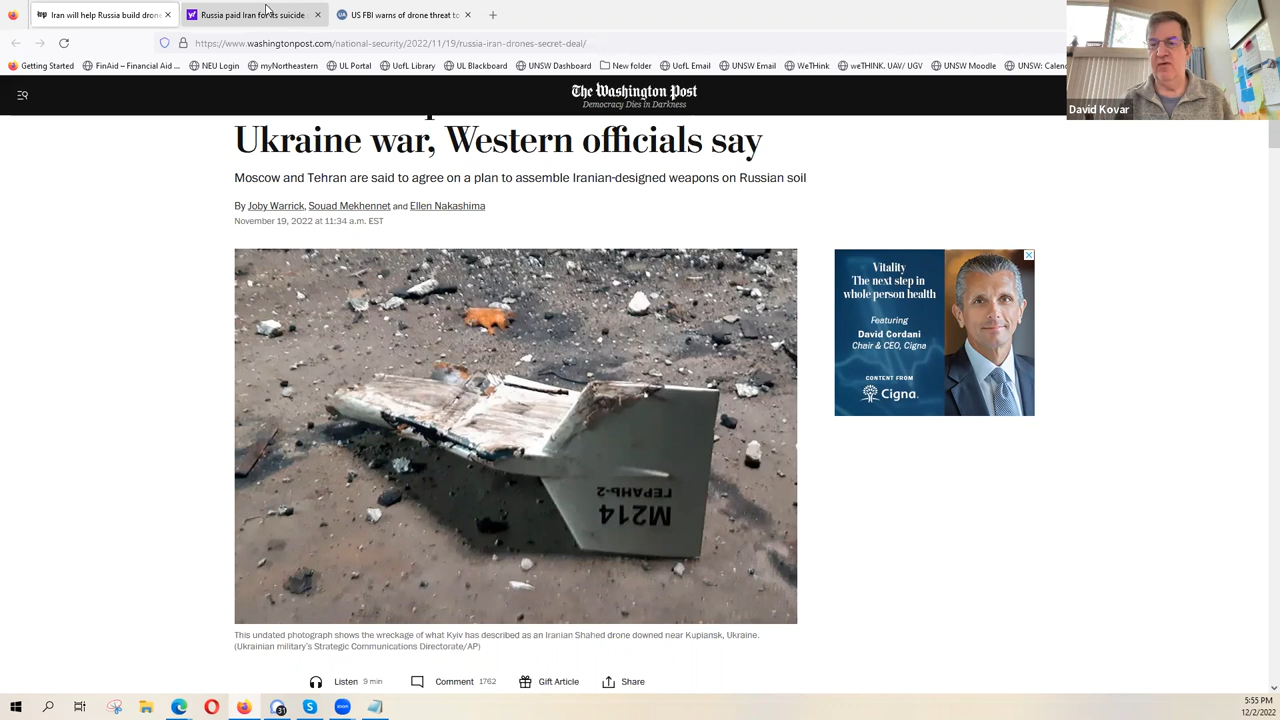 Iran will help Russia build drone
Russia paid Iran for its suicide
US FBI warns of drone threat to
https://www.washingtonpost.com/national-security/2022/11/19/russia-iran-drones-secret-deal/
Getting Started
FinAid – Financial Aid ...
NEU Login
myNortheastern
UL Portal
UofL Library
UL Blackboard
UNSW Dashboard
New folder
UofL Email
UNSW Email
WeTHInk
weTHINK, UAV/ UGV
UNSW Moodle
UNSW: Calen
David Kovar
The Washington Post
Democracy Dies in Darkness
Ukraine war, Western officials say
Moscow and Tehran are said to agree on a plan to assemble Iranian-designed weapons on Russian soil
By Joby Warrick, Souad Mekhennet and Ellen Nakashima
November 19, 2022 at 11:34 a.m. EST
М214
ГЕРАНЬ-2
Vitality
The next step in
whole person health
Featuring
David Cordani
Chair & CEO, Cigna
CONTENT FROM
Cigna.
This undated photograph shows the wreckage of what Kyiv has described as an Iranian Shahed drone downed near Kupiansk, Ukraine.
(Ukrainian military's Strategic Communications Directorate/AP)
Listen 9 min
Comment 1762
Gift Article
Share
31
zoom
5:55 PM
12/2/2022